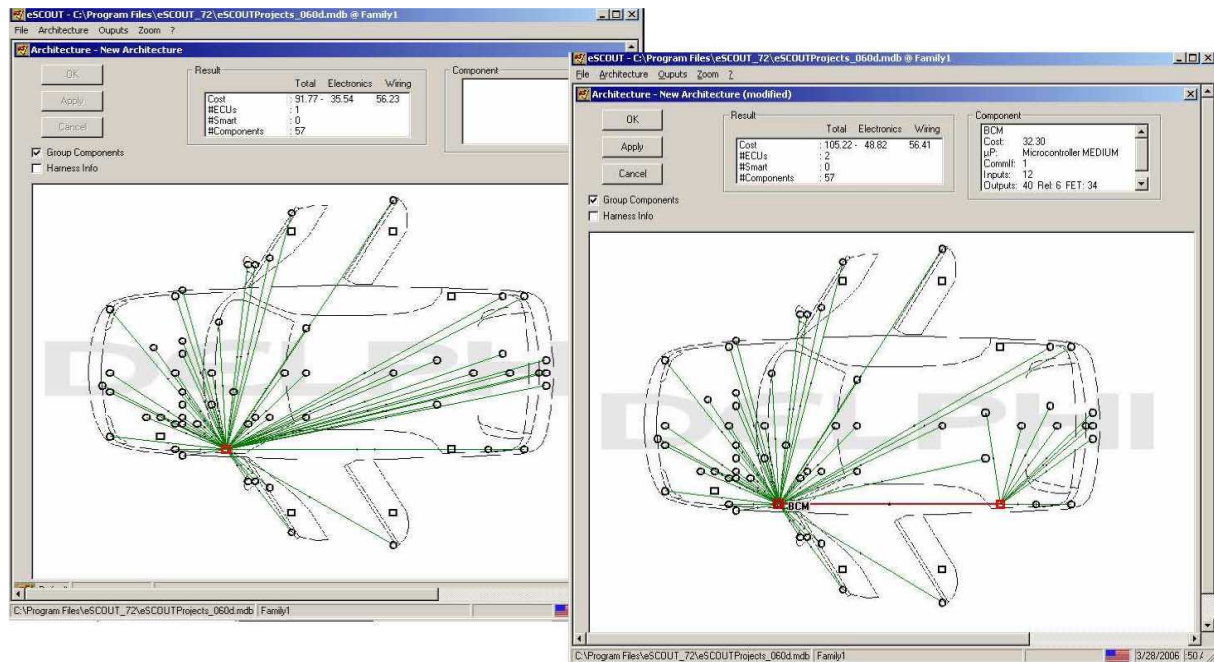 eSCOUT - C:\Program Files\eSCOUT_72\eSCOUTProjects_060d.mdb @ Family1
File Architecture Ouputs Zoom ?
Architecture - New Architecture
OK
Apply
Cancel
Group Components
Harness Info
Result
Total Electronics Wiring
Cost : 91.77 - 35.54 56.23
#ECUs : 1
#Smart : 0
#Components : 57
Component
DELPHI
C:\Program Files\eSCOUT_72\eSCOUTProjects_060d.mdb Family1
eSCOUT - C:\Program Files\eSCOUT_72\eSCOUTProjects_060d.mdb @ Family1
File Architecture Ouputs Zoom ?
Architecture - New Architecture (modified)
OK
Apply
Cancel
Group Components
Harness Info
Result
Total Electronics Wiring
Cost : 105.22 - 48.82 56.41
#ECUs : 2
#Smart : 0
#Components : 57
Component
BCM
Cost: 32.30
µP: Microcontroller MEDIUM
CommIf: 1
Inputs: 12
Outputs: 40 Rel: 6 FET: 34
DELPHI
BCM
C:\Program Files\eSCOUT_72\eSCOUTProjects_060d.mdb Family1
3/28/2006 :50